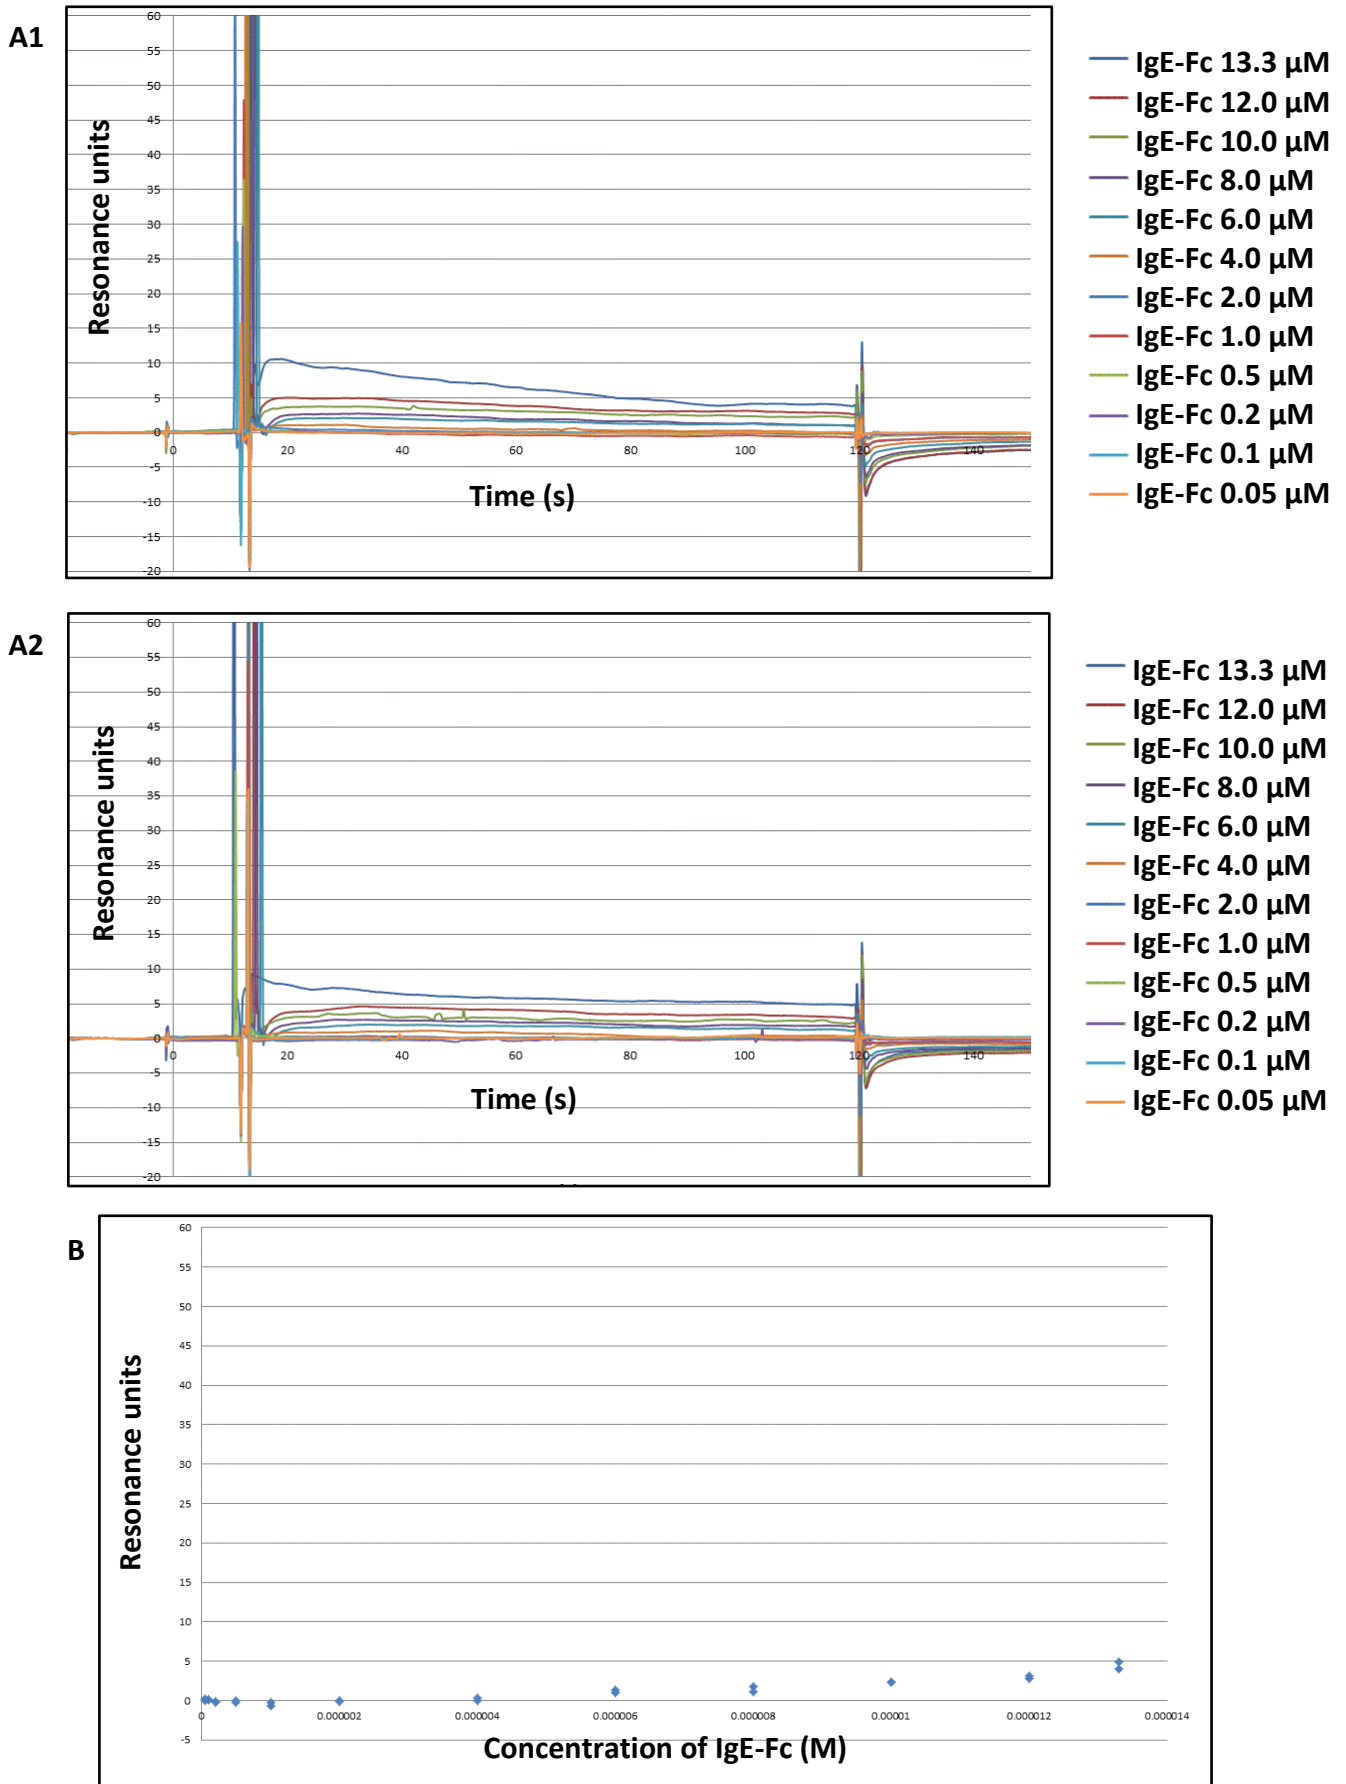 A1
60
55
50
45
40
35
30
25
20
15
10
5
0
-5
-10
-15
-20
0 20 40 60 80 100 120 140
Resonance units
Time (s)
IgE-Fc 13.3 µM
IgE-Fc 12.0 µM
IgE-Fc 10.0 µM
IgE-Fc 8.0 µM
IgE-Fc 6.0 µM
IgE-Fc 4.0 µM
IgE-Fc 2.0 µM
IgE-Fc 1.0 µM
IgE-Fc 0.5 µM
IgE-Fc 0.2 µM
IgE-Fc 0.1 µM
IgE-Fc 0.05 µM
A2
60
55
50
45
40
35
30
25
20
15
10
5
0
-5
-10
-15
-20
0 20 40 60 80 100 120 140
Resonance units
Time (s)
IgE-Fc 13.3 µM
IgE-Fc 12.0 µM
IgE-Fc 10.0 µM
IgE-Fc 8.0 µM
IgE-Fc 6.0 µM
IgE-Fc 4.0 µM
IgE-Fc 2.0 µM
IgE-Fc 1.0 µM
IgE-Fc 0.5 µM
IgE-Fc 0.2 µM
IgE-Fc 0.1 µM
IgE-Fc 0.05 µM
B
60
55
50
45
40
35
30
25
20
15
10
5
0
-5
0 0.000002 0.000004 0.000006 0.000008 0.00001 0.000012 0.000014
Resonance units
Concentration of IgE-Fc (M)